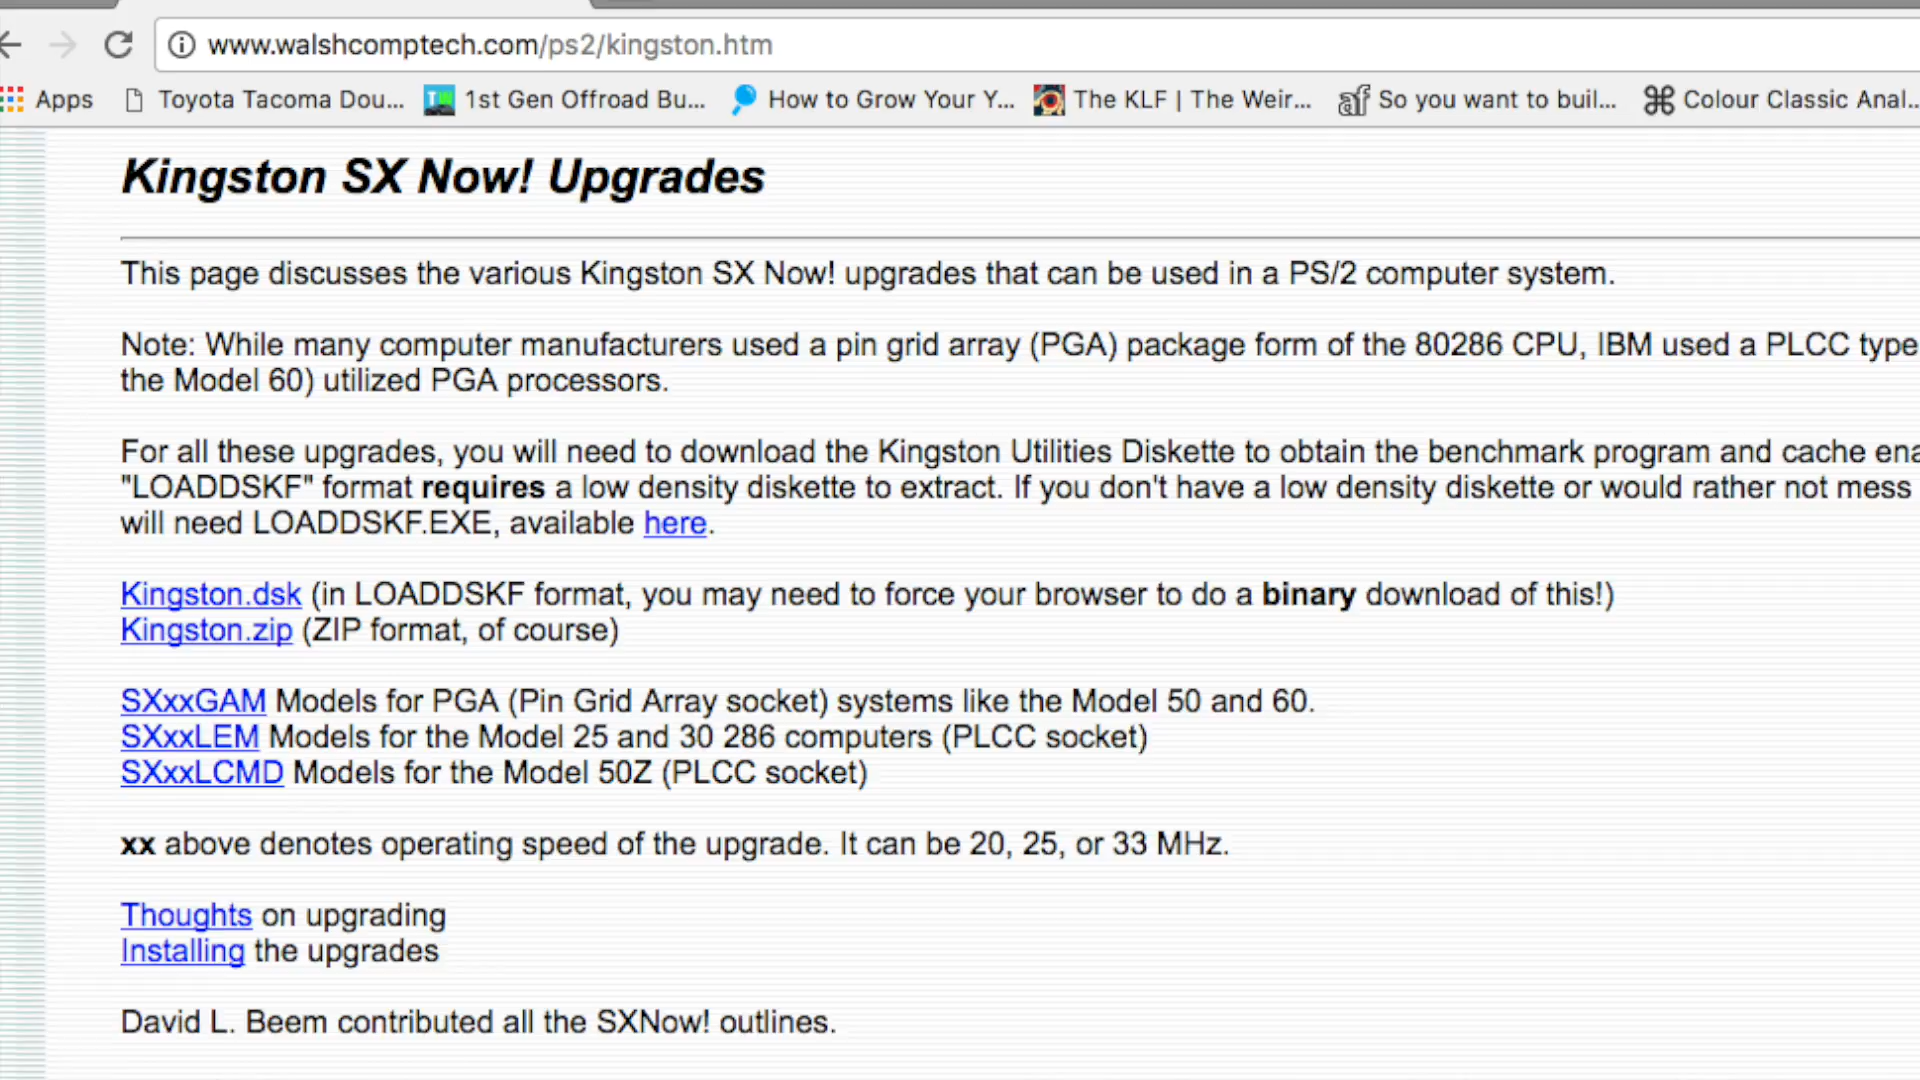 www.walshcomptech.com/ps2/kingston.htm
Apps Toyota Tacoma Dou... 1st Gen Offroad Bu... How to Grow Your Y... The KLF | The Weir... af So you want to buil... Colour Classic Anal...
Kingston SX Now! Upgrades
This page discusses the various Kingston SX Now! upgrades that can be used in a PS/2 computer system.
Note: While many computer manufacturers used a pin grid array (PGA) package form of the 80286 CPU, IBM used a PLCC type
the Model 60) utilized PGA processors.
For all these upgrades, you will need to download the Kingston Utilities Diskette to obtain the benchmark program and cache ena
"LOADDSKF" format requires a low density diskette to extract. If you don't have a low density diskette or would rather not mess
will need LOADDSKF.EXE, available here.
Kingston.dsk (in LOADDSKF format, you may need to force your browser to do a binary download of this!)
Kingston.zip (ZIP format, of course)
SXxxGAM Models for PGA (Pin Grid Array socket) systems like the Model 50 and 60.
SXxxLEM Models for the Model 25 and 30 286 computers (PLCC socket)
SXxxLCMD Models for the Model 50Z (PLCC socket)
xx above denotes operating speed of the upgrade. It can be 20, 25, or 33 MHz.
Thoughts on upgrading
Installing the upgrades
David L. Beem contributed all the SXNow! outlines.